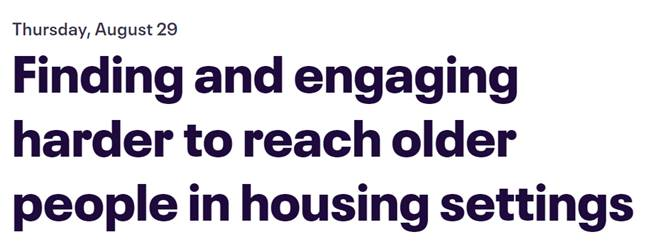 Thursday, August 29
Finding and engaging
harder to reach older
people in housing settings